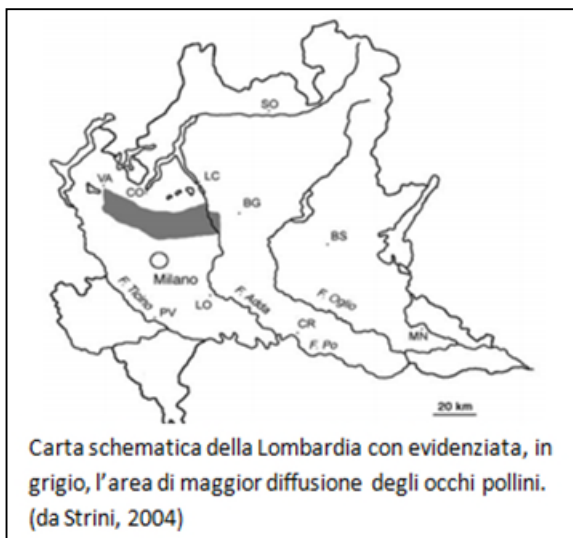 SO
VA
CO
LC
BG
BS
Milano
F. Ticino
PV
LO
F. Adda
F. Oglio
CR
F. Po
MN
20 km
Carta schematica della Lombardia con evidenziata, in
grigio, l'area di maggior diffusione degli occhi pollini.
(da Strini, 2004)